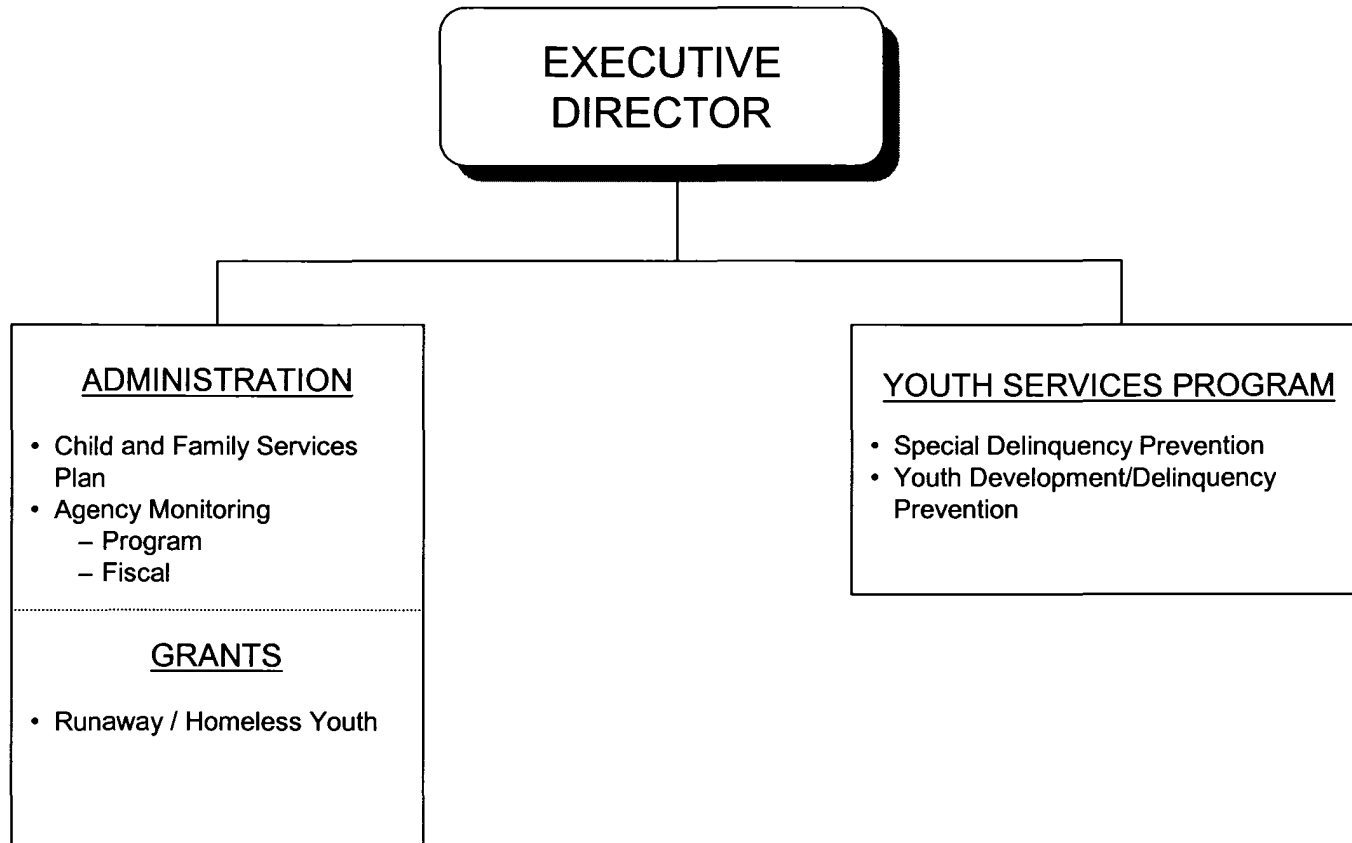 EXECUTIVE
DIRECTOR
ADMINISTRATION
• Child and Family Services
Plan
• Agency Monitoring
– Program
– Fiscal
GRANTS
• Runaway / Homeless Youth
YOUTH SERVICES PROGRAM
• Special Delinquency Prevention
• Youth Development/Delinquency
Prevention